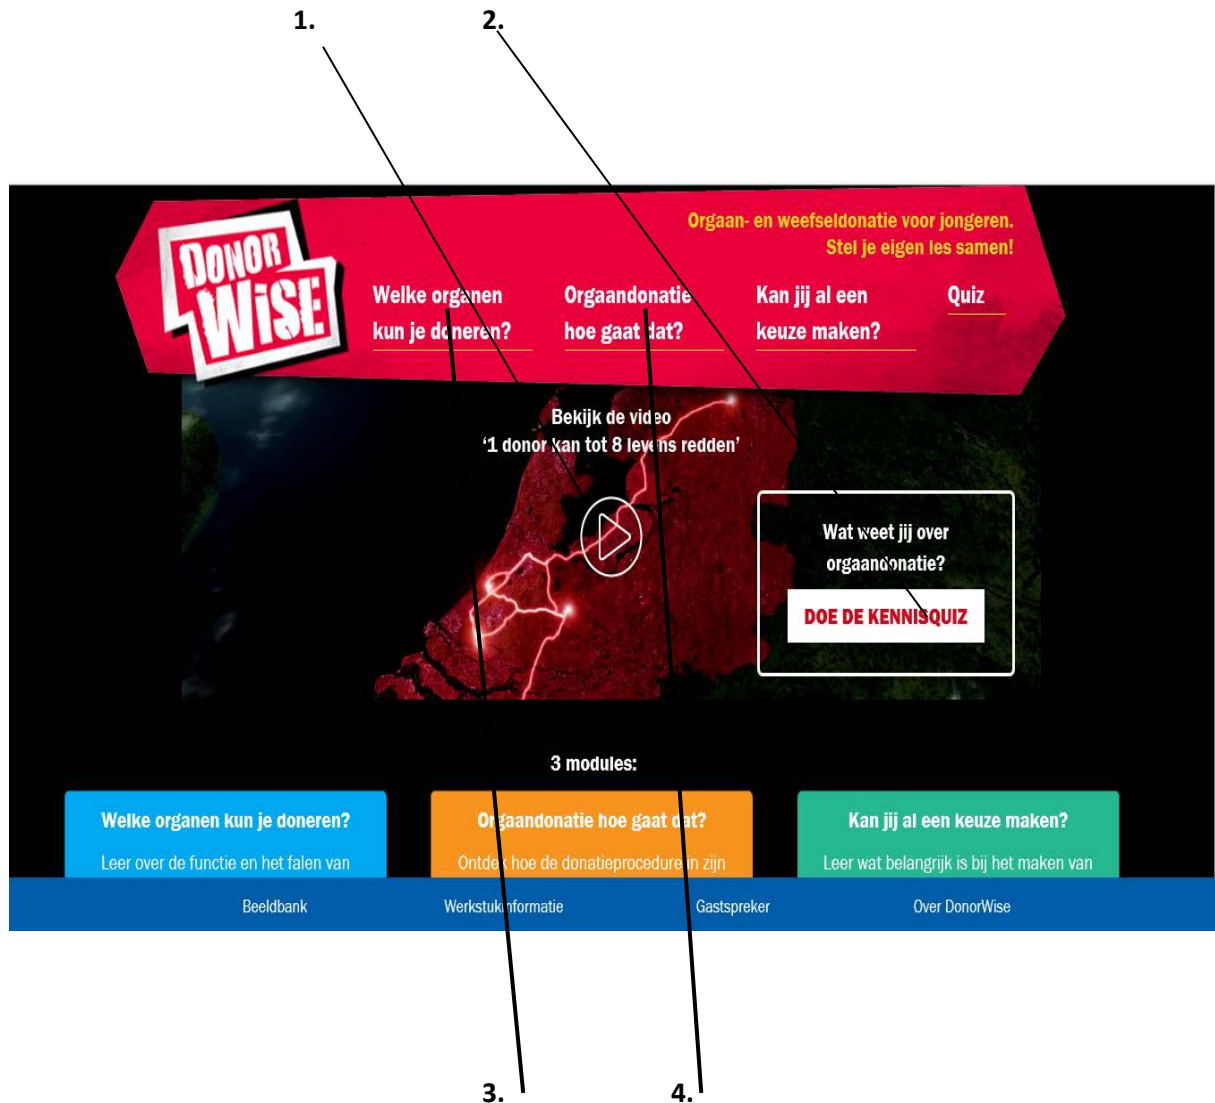 1.
2.
DONOR
WiSE
Orgaan- en weefseldonatie voor jongeren.
Stel je eigen les samen!
Welke organen
kun je doneren?
Orgaandonatie
hoe gaat dat?
Kan jij al een
keuze maken?
Quiz
Bekijk de video
‘1 donor kan tot 8 levens redden’
Wat weet jij over
orgaandonatie?
DOE DE KENNISQUIZ
3 modules:
Welke organen kun je doneren?
Leer over de functie en het falen van
Orgaandonatie hoe gaat dat?
Ontdek hoe de donatieprocedure in zijn
Kan jij al een keuze maken?
Leer wat belangrijk is bij het maken van
Beeldbank
Werkstukinformatie
Gastspreker
Over DonorWise
3.
4.